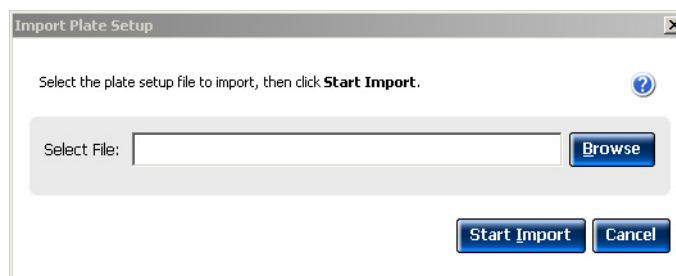 Import Plate Setup
Select the plate setup file to import, then click Start Import.
Select File:
Browse
Start Import
Cancel